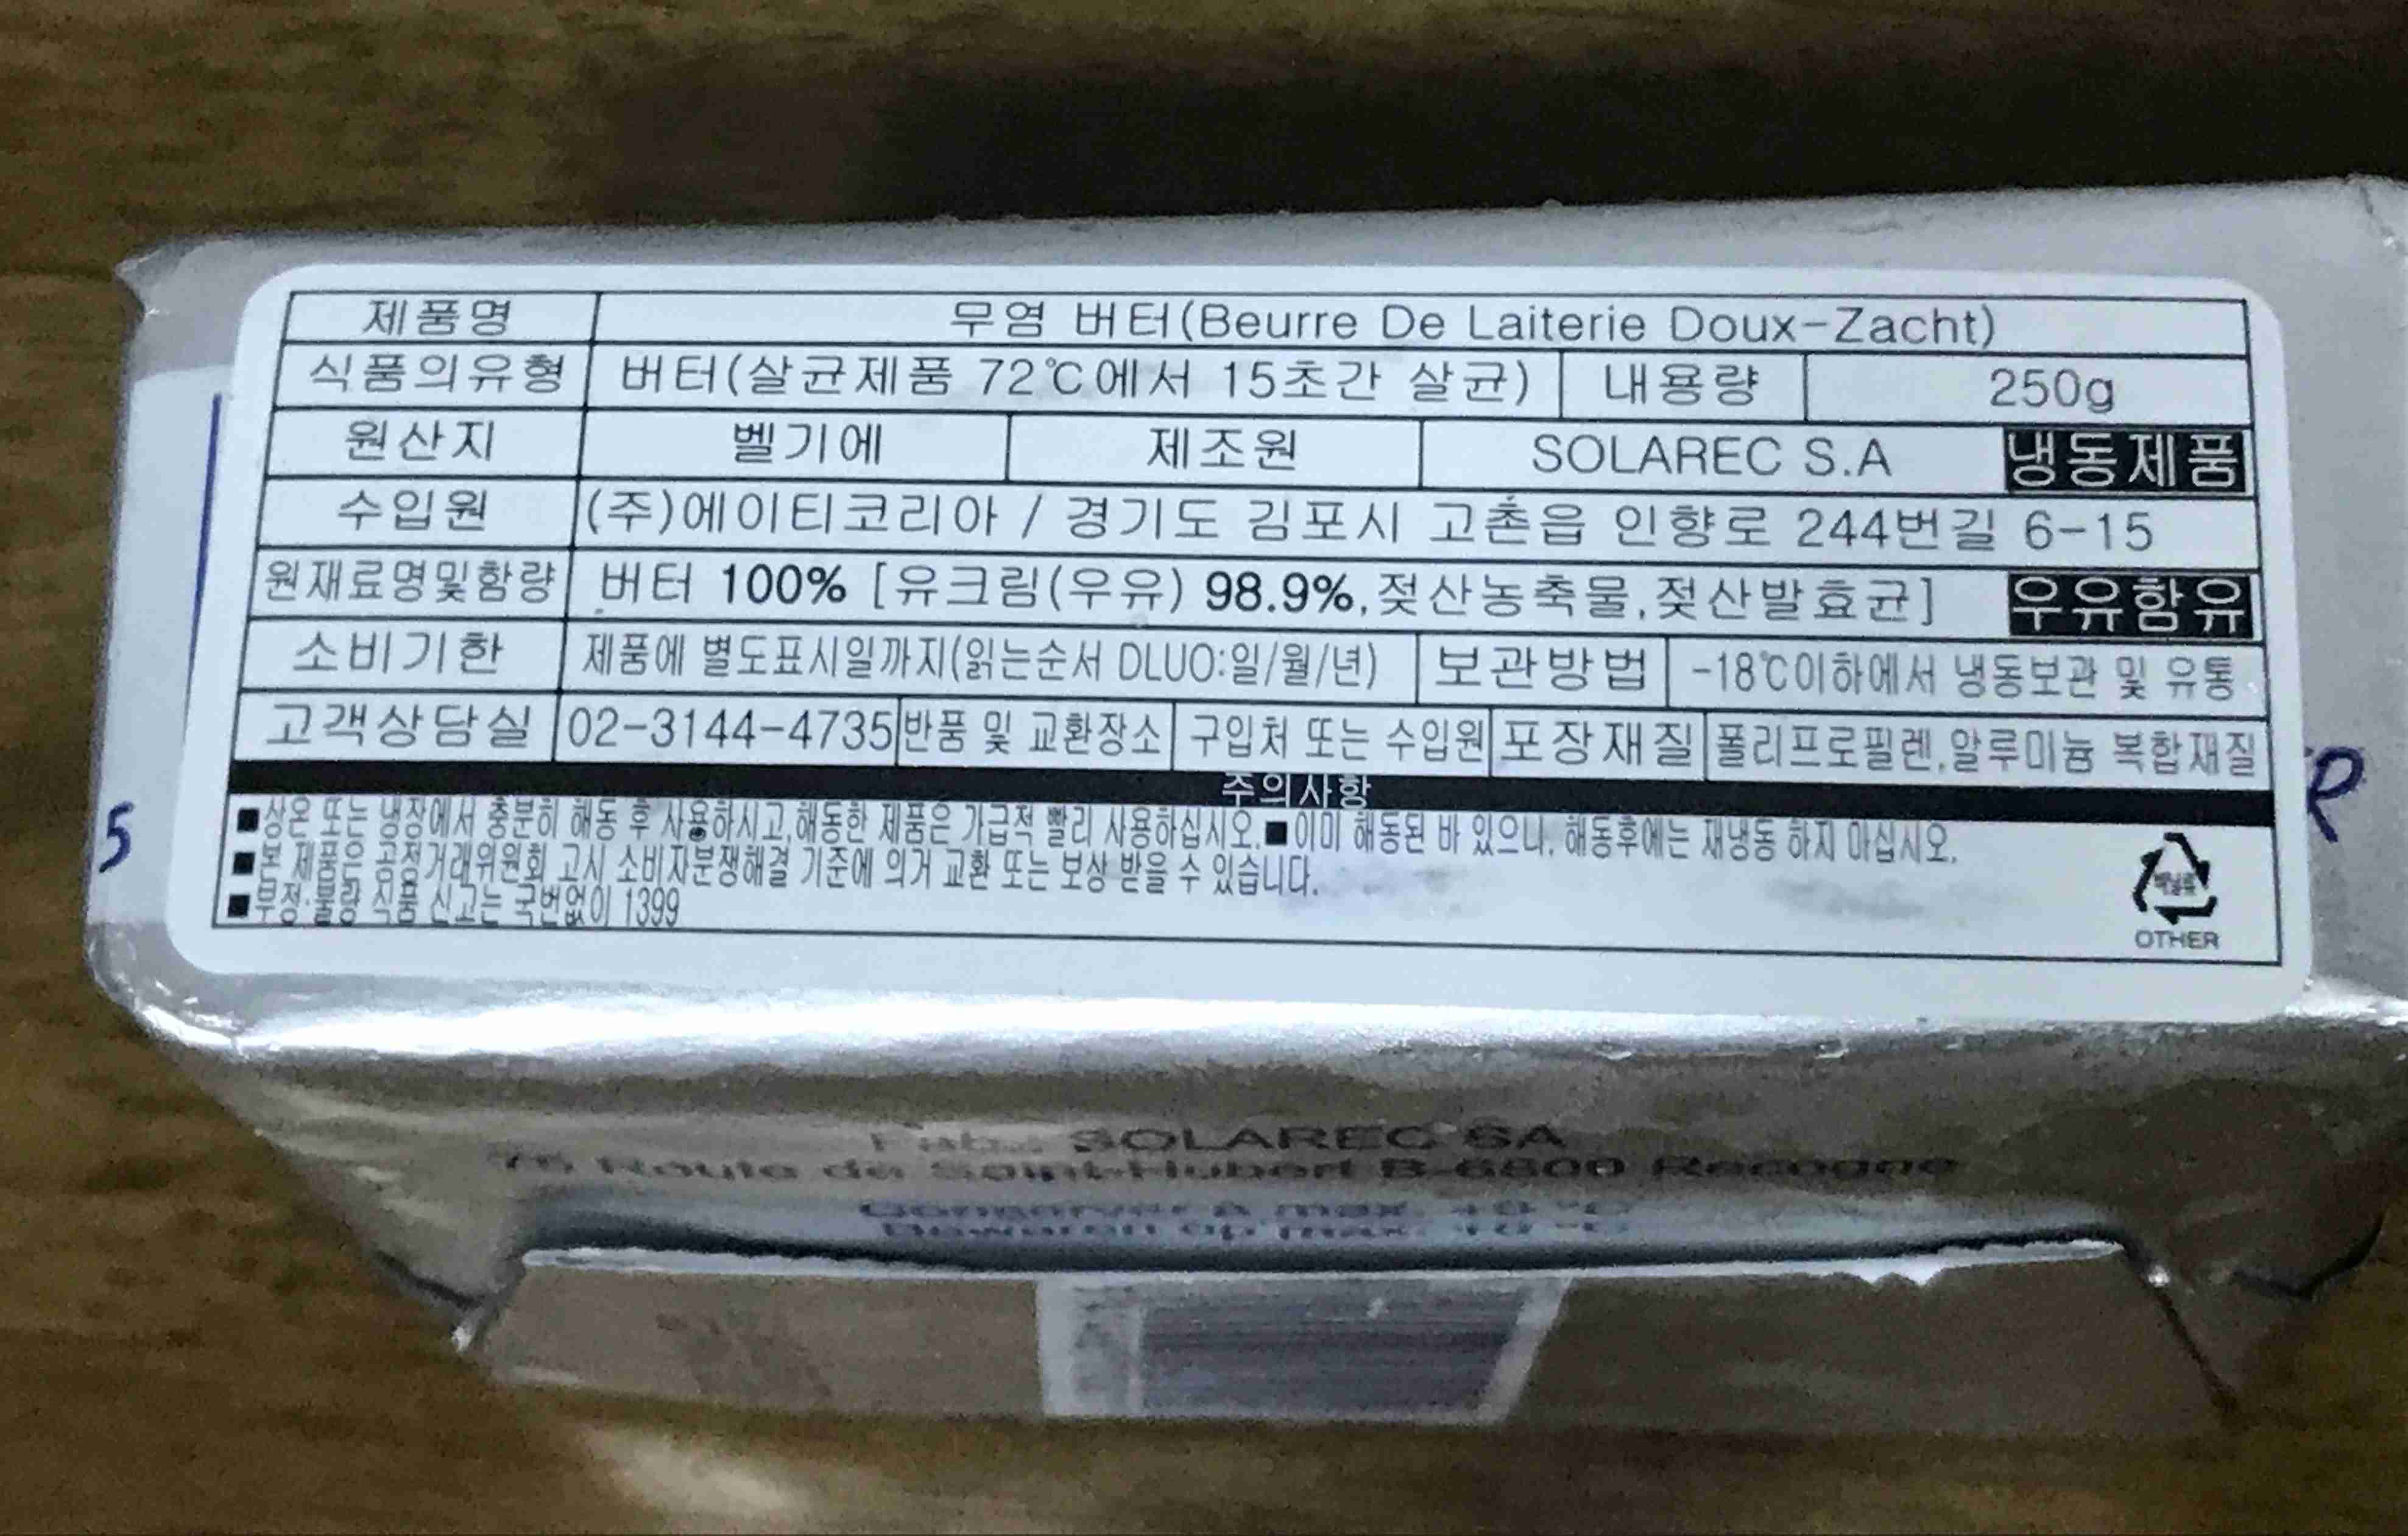 제품명 무염 버터(Beurre De Laiterie Doux-Zacht)
식품의유형 버터(살균제품 72℃에서 15초간 살균) 내용량 250g
원산지 벨기에 제조원 SOLAREC S.A 냉동제품
수입원 (주)에이티코리아 / 경기도 김포시 고촌읍 인향로 244번길 6-15
원재료명및함량 버터 100% [유크림(우유) 98.9%,젖산농축물,젖산발효균] 우유함유
소비기한 제품에 별도표시일까지(읽는순서 DLUO:일/월/년) 보관방법 -18℃이하에서 냉동보관 및 유통
고객상담실 02-3144-4735 반품 및 교환장소 구입처 또는 수입원 포장재질 폴리프로필렌,알루미늄 복합재질
주의사항
■상온 또는 냉장에서 충분히 해동 후 사용하시고,해동한 제품은 가급적 빨리 사용하십시오.■이미 해동된 바 있으나, 해동후에는 재냉동 하지 마십시오.
■본 제품은 공정거래위원회 고시 소비자분쟁해결 기준에 의거 교환 또는 보상 받을 수 있습니다.
■부정·불량 식품 신고는 국번없이 1399
비닐류
OTHER
5
R
SOLAREC SA
Route de Saint-Hubert B-6800 Recogne
Conserver à max.
Bewaren op max.